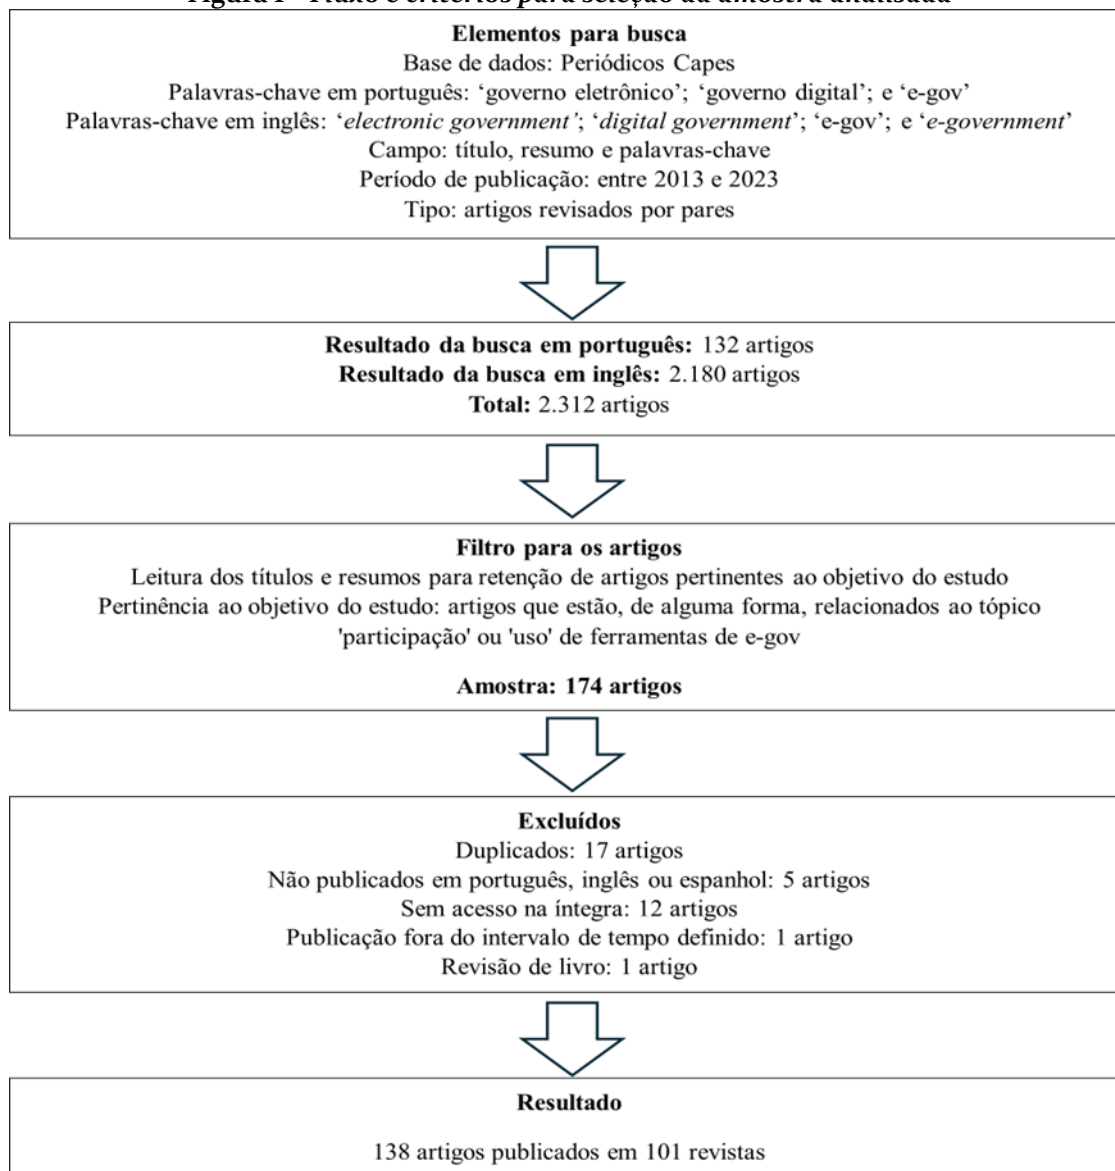 Figura 1 - Fluxo e critérios para seleção da amostra analisada
Elementos para busca
Base de dados: Periódicos Capes
Palavras-chave em português: ‘governo eletrônico’; ‘governo digital’; e ‘e-gov’
Palavras-chave em inglês: ‘electronic government’; ‘digital government’; ‘e-gov’; e ‘e-government’
Campo: título, resumo e palavras-chave
Período de publicação: entre 2013 e 2023
Tipo: artigos revisados por pares
Resultado da busca em português: 132 artigos
Resultado da busca em inglês: 2.180 artigos
Total: 2.312 artigos
Filtro para os artigos
Leitura dos títulos e resumos para retenção de artigos pertinentes ao objetivo do estudo
Pertinência ao objetivo do estudo: artigos que estão, de alguma forma, relacionados ao tópico
'participação' ou 'uso' de ferramentas de e-gov
Amostra: 174 artigos
Excluídos
Duplicados: 17 artigos
Não publicados em português, inglês ou espanhol: 5 artigos
Sem acesso na íntegra: 12 artigos
Publicação fora do intervalo de tempo definido: 1 artigo
Revisão de livro: 1 artigo
Resultado
138 artigos publicados em 101 revistas